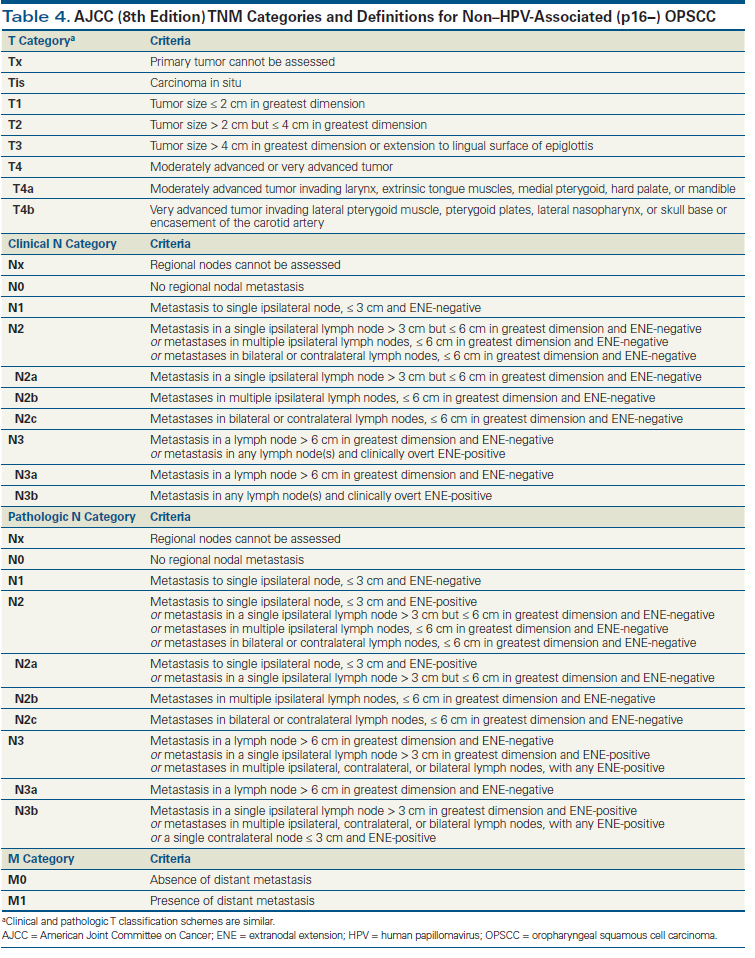 Table 4. AJCC (8th Edition) TNM Categories and Definitions for Non–HPV-Associated (p16–) OPSCC
T Categoryᵃ Criteria
Tx Primary tumor cannot be assessed
Tis Carcinoma in situ
T1 Tumor size ≤ 2 cm in greatest dimension
T2 Tumor size > 2 cm but ≤ 4 cm in greatest dimension
T3 Tumor size > 4 cm in greatest dimension or extension to lingual surface of epiglottis
T4 Moderately advanced or very advanced tumor
T4a Moderately advanced tumor invading larynx, extrinsic tongue muscles, medial pterygoid, hard palate, or mandible
T4b Very advanced tumor invading lateral pterygoid muscle, pterygoid plates, lateral nasopharynx, or skull base or
encasement of the carotid artery
Clinical N Category Criteria
Nx Regional nodes cannot be assessed
N0 No regional nodal metastasis
N1 Metastasis to single ipsilateral node, ≤ 3 cm and ENE-negative
N2 Metastasis in a single ipsilateral lymph node > 3 cm but ≤ 6 cm in greatest dimension and ENE-negative
or metastases in multiple ipsilateral lymph nodes, ≤ 6 cm in greatest dimension and ENE-negative
or metastases in bilateral or contralateral lymph nodes, ≤ 6 cm in greatest dimension and ENE-negative
N2a Metastasis in a single ipsilateral lymph node > 3 cm but ≤ 6 cm in greatest dimension and ENE-negative
N2b Metastases in multiple ipsilateral lymph nodes, ≤ 6 cm in greatest dimension and ENE-negative
N2c Metastases in bilateral or contralateral lymph nodes, ≤ 6 cm in greatest dimension and ENE-negative
N3 Metastasis in a lymph node > 6 cm in greatest dimension and ENE-negative
or metastasis in any lymph node(s) and clinically overt ENE-positive
N3a Metastasis in a lymph node > 6 cm in greatest dimension and ENE-negative
N3b Metastasis in any lymph node(s) and clinically overt ENE-positive
Pathologic N Category Criteria
Nx Regional nodes cannot be assessed
N0 No regional nodal metastasis
N1 Metastasis to single ipsilateral node, ≤ 3 cm and ENE-negative
N2 Metastasis to single ipsilateral node, ≤ 3 cm and ENE-positive
or metastasis in a single ipsilateral lymph node > 3 cm but ≤ 6 cm in greatest dimension and ENE-negative
or metastases in multiple ipsilateral lymph nodes, ≤ 6 cm in greatest dimension and ENE-negative
or metastases in bilateral or contralateral lymph nodes, ≤ 6 cm in greatest dimension and ENE-negative
N2a Metastasis to single ipsilateral node, ≤ 3 cm and ENE-positive
or metastasis in a single ipsilateral lymph node > 3 cm but ≤ 6 cm in greatest dimension and ENE-negative
N2b Metastases in multiple ipsilateral lymph nodes, ≤ 6 cm in greatest dimension and ENE-negative
N2c Metastases in bilateral or contralateral lymph nodes, ≤ 6 cm in greatest dimension and ENE-negative
N3 Metastasis in a lymph node > 6 cm in greatest dimension and ENE-negative
or metastasis in a single ipsilateral lymph node > 3 cm in greatest dimension and ENE-positive
or metastases in multiple ipsilateral, contralateral, or bilateral lymph nodes, with any ENE-positive
N3a Metastasis in a lymph node > 6 cm in greatest dimension and ENE-negative
N3b Metastasis in a single ipsilateral lymph node > 3 cm in greatest dimension and ENE-positive
or metastases in multiple ipsilateral, contralateral, or bilateral lymph nodes, with any ENE-positive
or a single contralateral node ≤ 3 cm and ENE-positive
M Category Criteria
M0 Absence of distant metastasis
M1 Presence of distant metastasis
ᵃClinical and pathologic T classification schemes are similar.
AJCC = American Joint Committee on Cancer; ENE = extranodal extension; HPV = human papillomavirus; OPSCC = oropharyngeal squamous cell carcinoma.